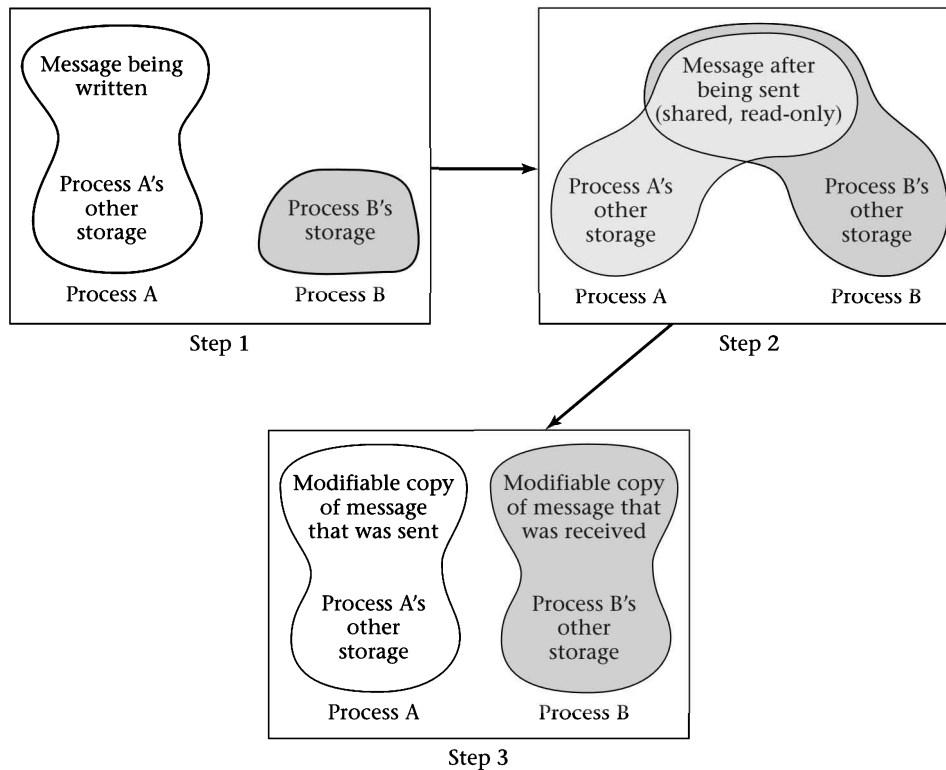 Message being
written
Process A's
other
storage
Process B's
storage
Process A
Process B
Step 1
Message after
being sent
(shared, read-only)
Process A's
other
storage
Process B's
other
storage
Process A
Process B
Step 2
Modifiable copy
of message
that was sent
Process A's
other
storage
Process A
Modifiable copy
of message that
was received
Process B's
other
storage
Process B
Step 3